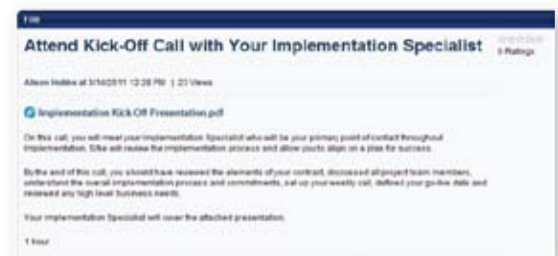 File
Attend Kick-Off Call with Your Implementation Specialist
0 Ratings
Alison Hobbs at 3/14/2011 12:28 PM | 23 Views
Implementation Kick Off Presentation.pdf
On this call, you will meet your Implementation Specialist who will be your primary point of contact throughout
implementation. S/he will review the implementation process and allow you to align on a plan for success.
By the end of this call, you should have reviewed the elements of your contract, discussed all project team members,
understand the overall implementation process and commitments, set up your weekly call, defined your go-live date and
reviewed any high level business needs.
Your Implementation Specialist will cover the attached presentation.
1 hour